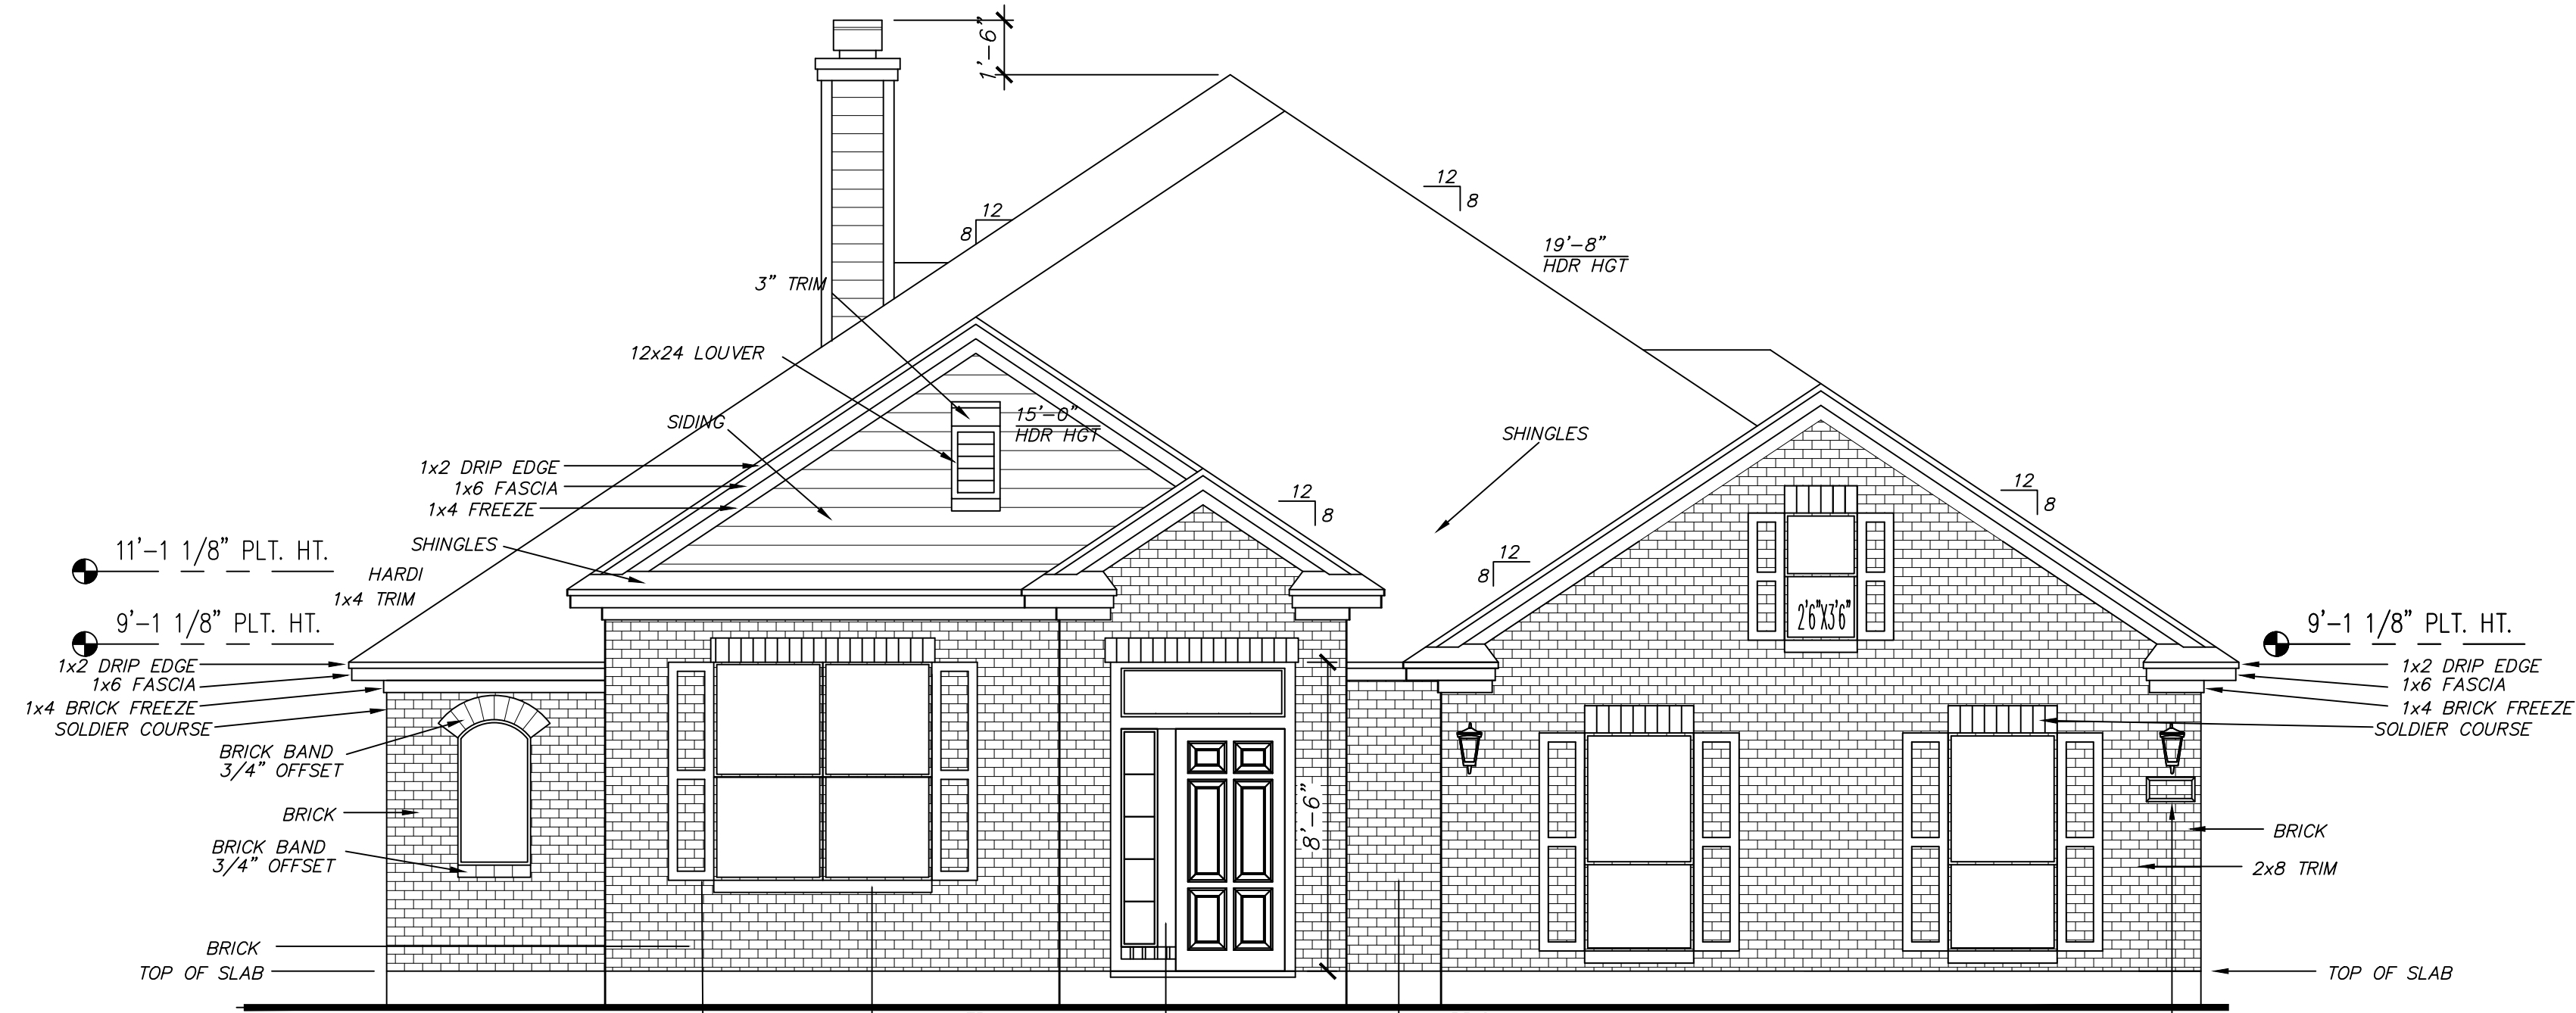 1'-6"
12
8
12
8
19'-8"
HDR HGT
3" TRIM
12x24 LOUVER
15'-0"
HDR HGT
SIDING
SHINGLES
1x2 DRIP EDGE
1x6 FASCIA
1x4 FREEZE
12
8
12
8
12
8
SHINGLES
11'-1 1/8" PLT. HT.
HARDI
1x4 TRIM
9'-1 1/8" PLT. HT.
2'6"X3'6"
9'-1 1/8" PLT. HT.
1x2 DRIP EDGE
1x6 FASCIA
1x4 BRICK FREEZE
SOLDIER COURSE
1x2 DRIP EDGE
1x6 FASCIA
1x4 BRICK FREEZE
SOLDIER COURSE
BRICK BAND
3/4" OFFSET
BRICK
BRICK BAND
3/4" OFFSET
8'-6"
BRICK
2x8 TRIM
BRICK
TOP OF SLAB
TOP OF SLAB